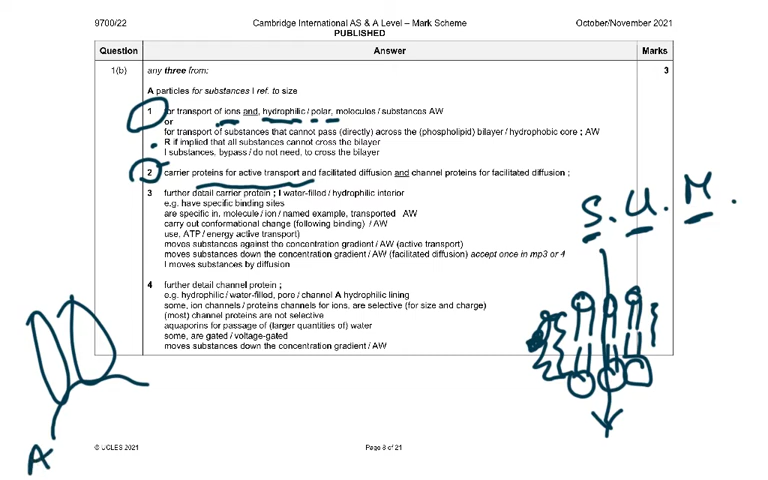 9700/22 Cambridge International AS & A Level – Mark Scheme October/November 2021
PUBLISHED
Question Answer Marks
1(b) any three from: 3
A particles for substances I ref. to size
1 for transport of ions and, hydrophilic / polar, molecules / substances AW
or
for transport of substances that cannot pass (directly) across the (phospholipid) bilayer / hydrophobic core ; AW
R if implied that all substances cannot cross the bilayer
I substances, bypass / do not need, to cross the bilayer
2 carrier proteins for active transport and facilitated diffusion and channel proteins for facilitated diffusion ;
3 further detail carrier protein ; I water-filled / hydrophilic interior
e.g. have specific binding sites
are specific in, molecule / ion / named example, transported AW
carry out conformational change (following binding) / AW
use, ATP / energy active transport)
moves substances against the concentration gradient / AW (active transport)
moves substances down the concentration gradient / AW (facilitated diffusion) accept once in mp3 or 4
I moves substances by diffusion
S. U. M.
4 further detail channel protein ;
e.g. hydrophilic / water-filled, pore / channel A hydrophilic lining
some, ion channels / proteins channels for ions, are selective (for size and charge)
(most) channel proteins are not selective
aquaporins for passage of (larger quantities of) water
some, are gated / voltage-gated
moves substances down the concentration gradient / AW
A
© UCLES 2021 Page 8 of 21